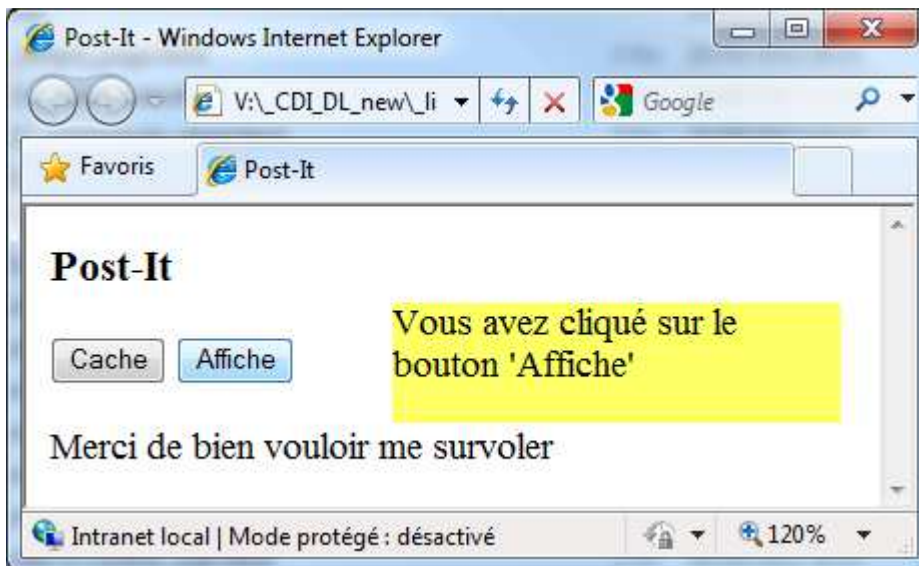 Post-It - Windows Internet Explorer
V:\_CDI_DL_new\_li
Google
Favoris
Post-It
Post-It
Vous avez cliqué sur le
bouton 'Affiche'
Cache
Affiche
Merci de bien vouloir me survoler
Intranet local | Mode protégé : désactivé
120%